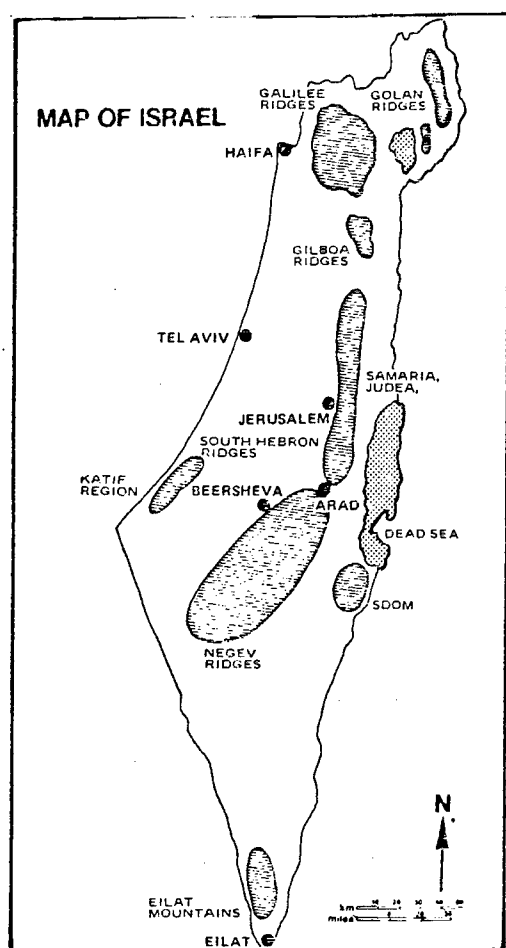 MAP OF ISRAEL
GALILEE
RIDGES
GOLAN
RIDGES
HAIFA
GILBOA
RIDGES
TEL AVIV
SAMARIA,
JUDEA,
JERUSALEM
SOUTH HEBRON
RIDGES
KATIF
REGION
BEERSHEVA
ARAD
DEAD SEA
SDOM
NEGEV
RIDGES
N
EILAT
MOUNTAINS
km
miles
EILAT